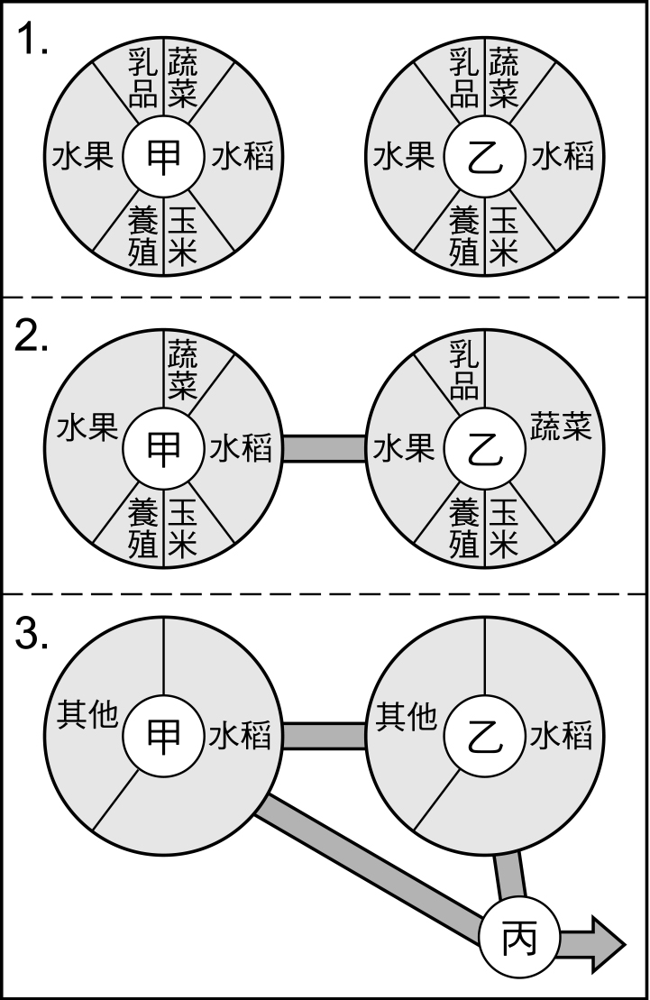 1.
乳品
蔬菜
水果
甲
水稻
養殖
玉米
乳品
蔬菜
水果
乙
水稻
養殖
玉米
2.
蔬菜
水果
甲
水稻
養殖
玉米
乳品
蔬菜
水果
乙
養殖
玉米
3.
其他
甲
水稻
其他
乙
水稻
丙